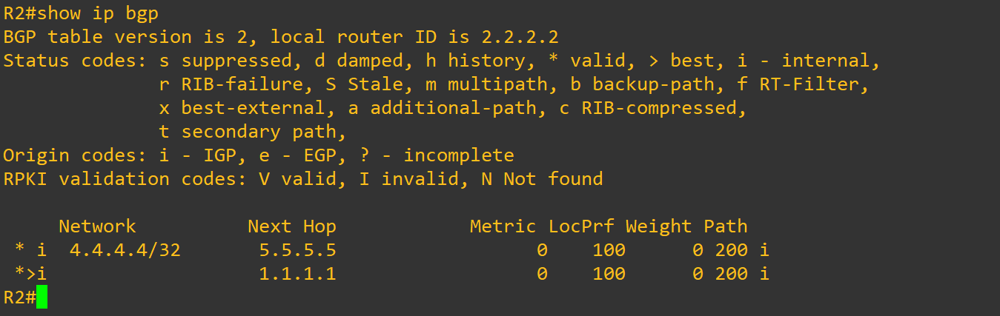 R2#show ip bgp
BGP table version is 2, local router ID is 2.2.2.2
Status codes: s suppressed, d damped, h history, * valid, > best, i - internal,
              r RIB-failure, S Stale, m multipath, b backup-path, f RT-Filter,
              x best-external, a additional-path, c RIB-compressed,
              t secondary path,
Origin codes: i - IGP, e - EGP, ? - incomplete
RPKI validation codes: V valid, I invalid, N Not found

     Network          Next Hop            Metric LocPrf Weight Path
 * i  4.4.4.4/32       5.5.5.5                  0    100      0 200 i
 *>i                   1.1.1.1                  0    100      0 200 i
R2#